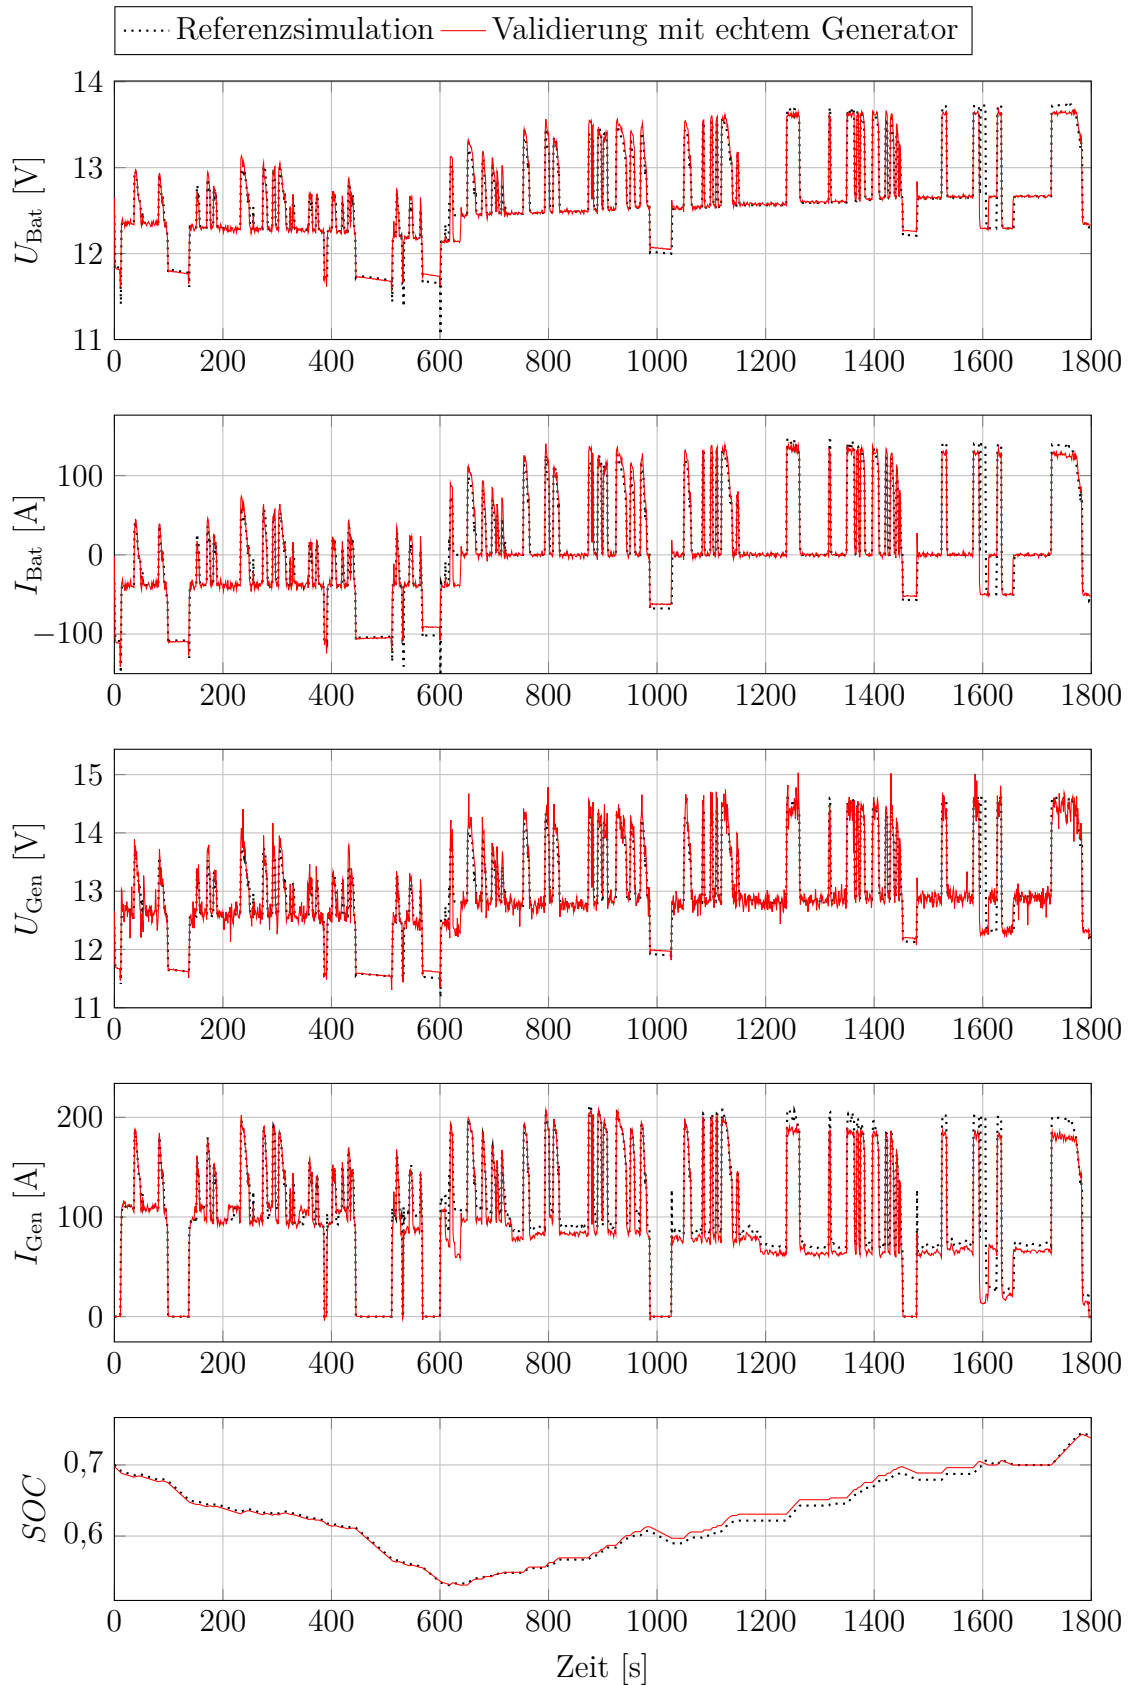 Referenzsimulation Validierung mit echtem Generator
14
13
12
11
U_Bat [V]
0 200 400 600 800 1000 1200 1400 1600 1800
100
0
−100
I_Bat [A]
0 200 400 600 800 1000 1200 1400 1600 1800
15
14
13
12
11
U_Gen [V]
0 200 400 600 800 1000 1200 1400 1600 1800
200
100
0
I_Gen [A]
0 200 400 600 800 1000 1200 1400 1600 1800
0,7
0,6
SOC
0 200 400 600 800 1000 1200 1400 1600 1800
Zeit [s]